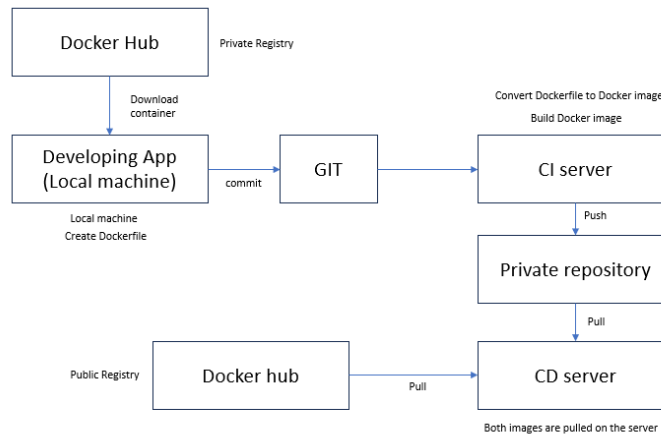 Docker Hub
Private Registry
Download
container
Convert Dockerfile to Docker image
Build Docker image
Developing App
(Local machine)
commit
GIT
CI server
Local machine
Create Dockerfile
Push
Private repository
Pull
Public Registry
Docker hub
Pull
CD server
Both images are pulled on the server